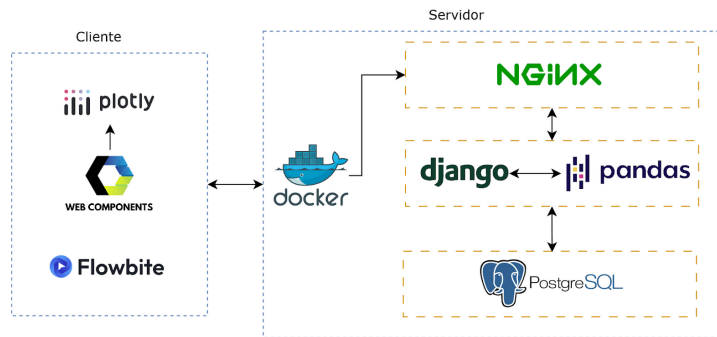 Servidor
Cliente
plotly
WEB COMPONENTS
Flowbite
docker
NGiNX
django
pandas
PostgreSQL